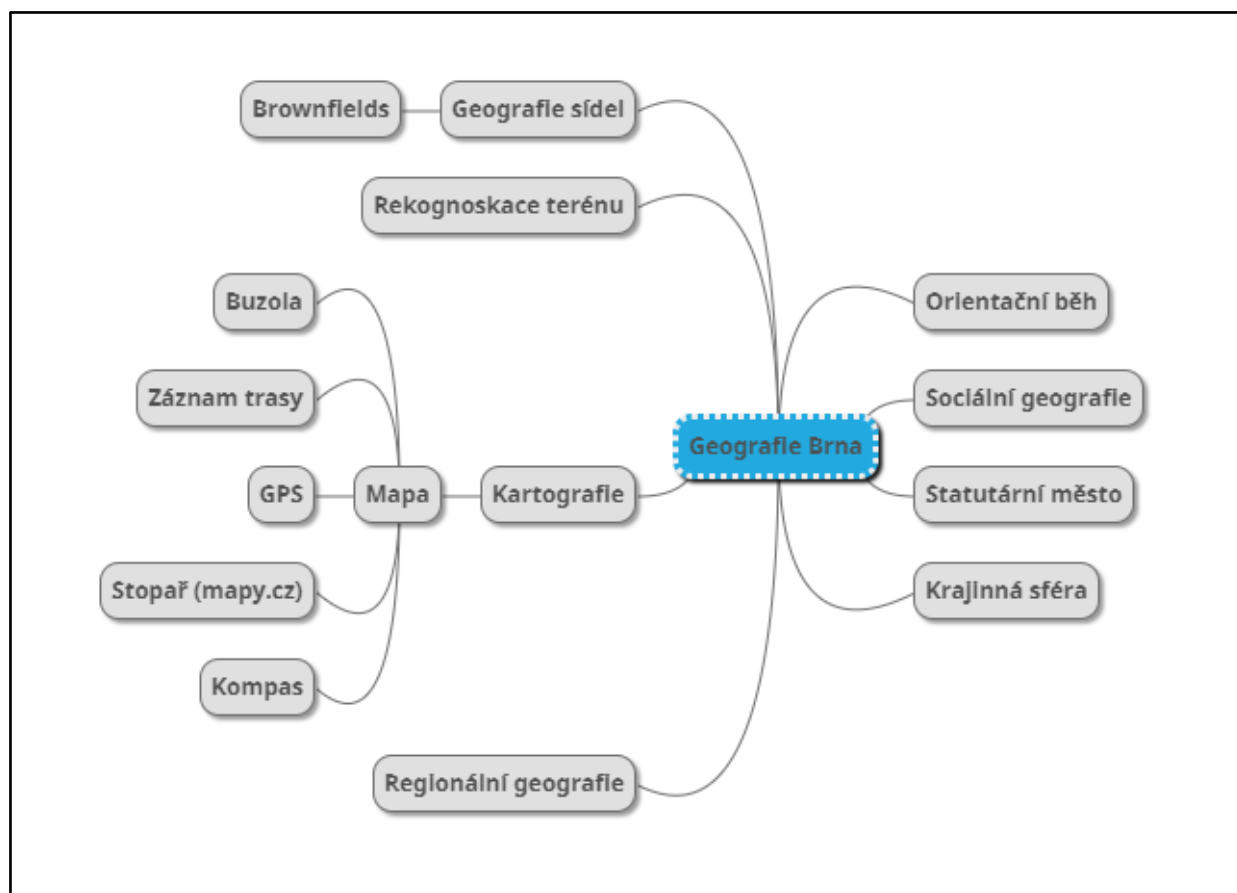 Brownfields
Geografie sídel
Rekognoskace terénu
Buzola
Orientační běh
Záznam trasy
Sociální geografie
Geografie Brna
GPS
Mapa
Kartografie
Statutární město
Stopař (mapy.cz)
Krajinná sféra
Kompas
Regionální geografie